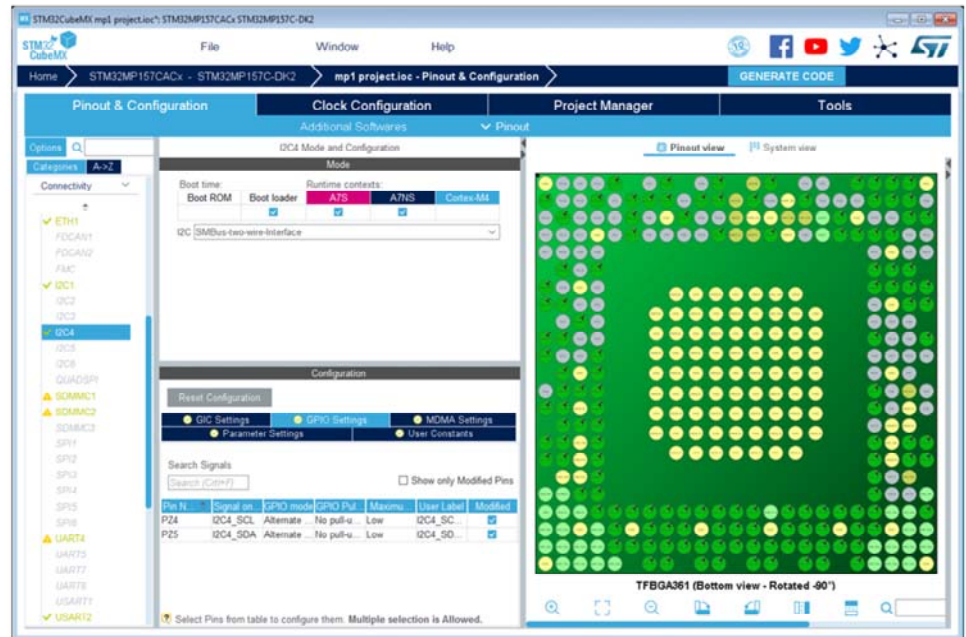 STM32CubeMX mp1 project.ioc*: STM32MP157CACx STM32MP157C-DK2
STM32
CubeMX
File Window Help
Home STM32MP157CACx - STM32MP157C-DK2 mp1 project.ioc - Pinout & Configuration GENERATE CODE
Pinout & Configuration Clock Configuration Project Manager Tools
Additional Softwares Pinout
Options
Categories A->Z
Connectivity
ETH1
FDCAN1
FDCAN2
FMC
I2C1
I2C2
I2C3
I2C4
I2C5
I2C6
QUADSPI
SDMMC1
SDMMC2
SDMMC3
SPI1
SPI2
SPI3
SPI4
SPI5
SPI6
UART4
UART5
UART7
UART8
USART1
USART2
I2C4 Mode and Configuration
Mode
Boot time: Runtime contexts:
Boot ROM Boot loader A7S A7NS Cortex-M4
I2C SMBus-two-wire-Interface
Configuration
Reset Configuration
GIC Settings GPIO Settings MDMA Settings
Parameter Settings User Constants
Search Signals
Search (Crtl+F) Show only Modified Pins
Pin N... Signal on... GPIO mode GPIO Pul... Maximu... User Label Modified
PZ4 I2C4_SCL Alternate ... No pull-u... Low I2C4_SC...
PZ5 I2C4_SDA Alternate ... No pull-u... Low I2C4_SD...
Select Pins from table to configure them. Multiple selection is Allowed.
Pinout view System view
TFBGA361 (Bottom view - Rotated -90°)